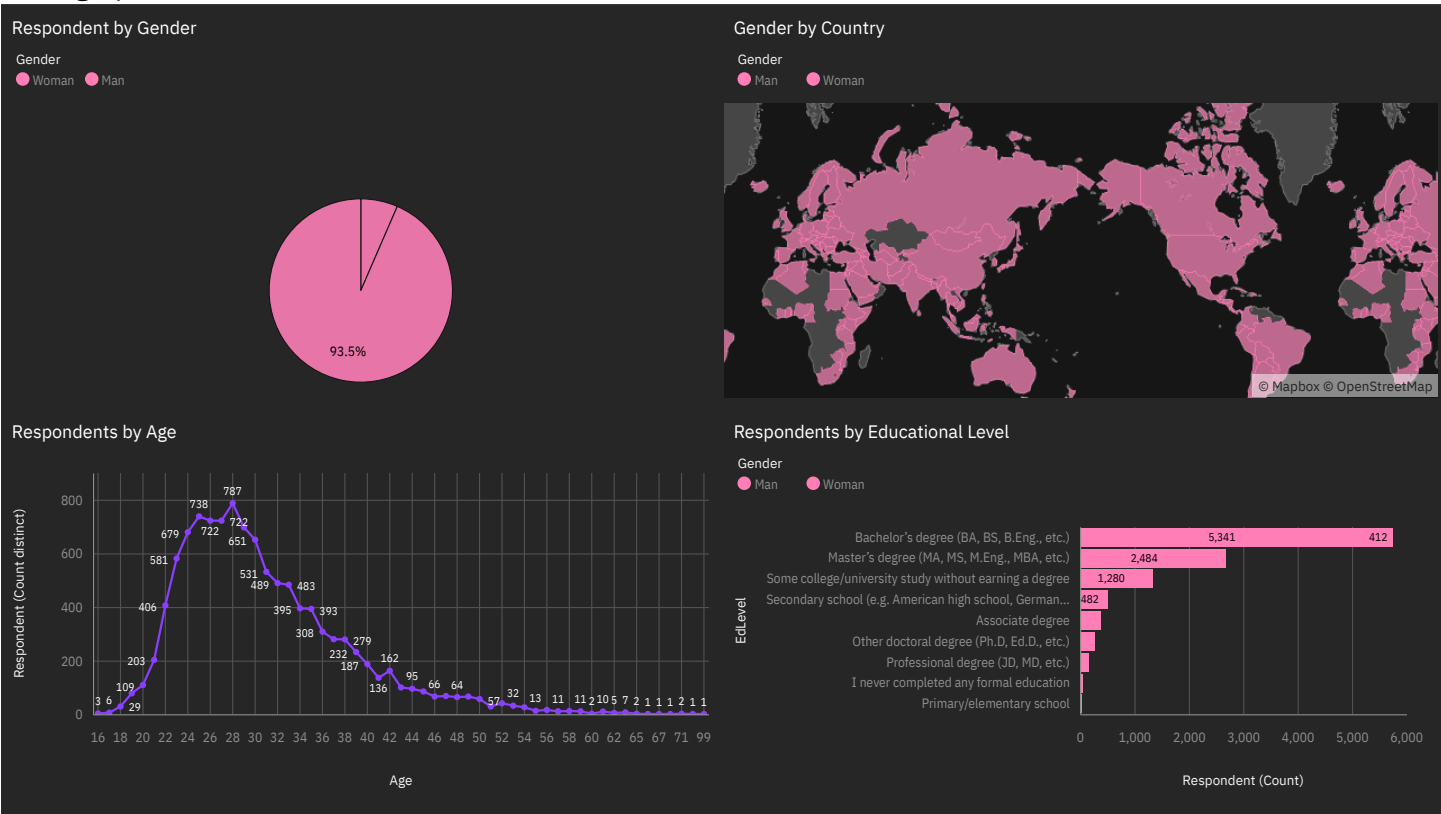 Respondent by Gender
Gender
Woman Man
93.5%
Gender by Country
Gender
Man Woman
© Mapbox © OpenStreetMap
Respondents by Age
Respondent (Count distinct)
800
600
400
200
0
3 6 29 109 203 406 581 679 738 722 787 722 651 531 489 483 395 393 308 279 232 187 136 162 95 66 64 57 32 13 11 11 2 10 5 7 2 1 1 1 2 1 1
16 18 20 22 24 26 28 30 32 34 36 38 40 42 44 46 48 50 52 54 56 58 60 62 65 67 71 99
Age
Respondents by Educational Level
Gender
Man Woman
EdLevel
Bachelor’s degree (BA, BS, B.Eng., etc.) 5,341 412
Master’s degree (MA, MS, M.Eng., MBA, etc.) 2,484
Some college/university study without earning a degree 1,280
Secondary school (e.g. American high school, German... 482
Associate degree
Other doctoral degree (Ph.D, Ed.D., etc.)
Professional degree (JD, MD, etc.)
I never completed any formal education
Primary/elementary school
0 1,000 2,000 3,000 4,000 5,000 6,000
Respondent (Count)